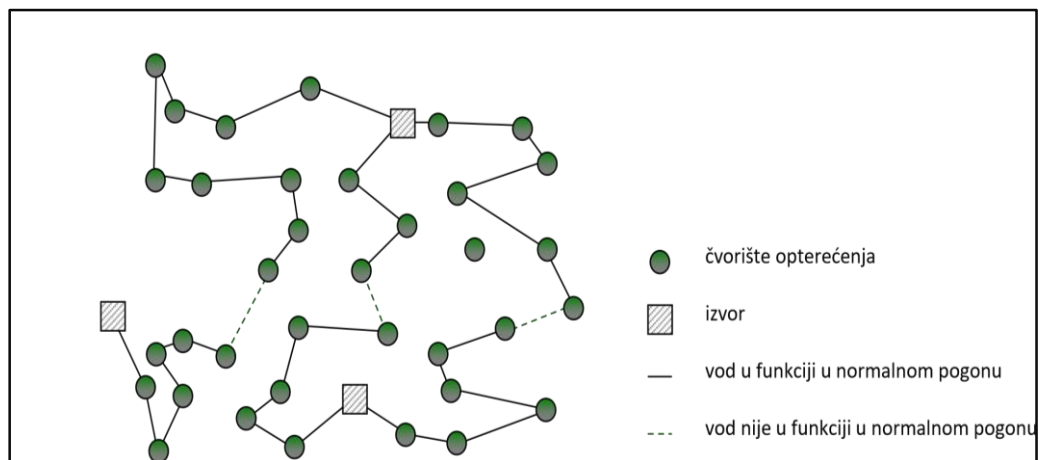 čvorište opterećenja
izvor
vod u funkciji u normalnom pogonu
vod nije u funkciji u normalnom pogonu